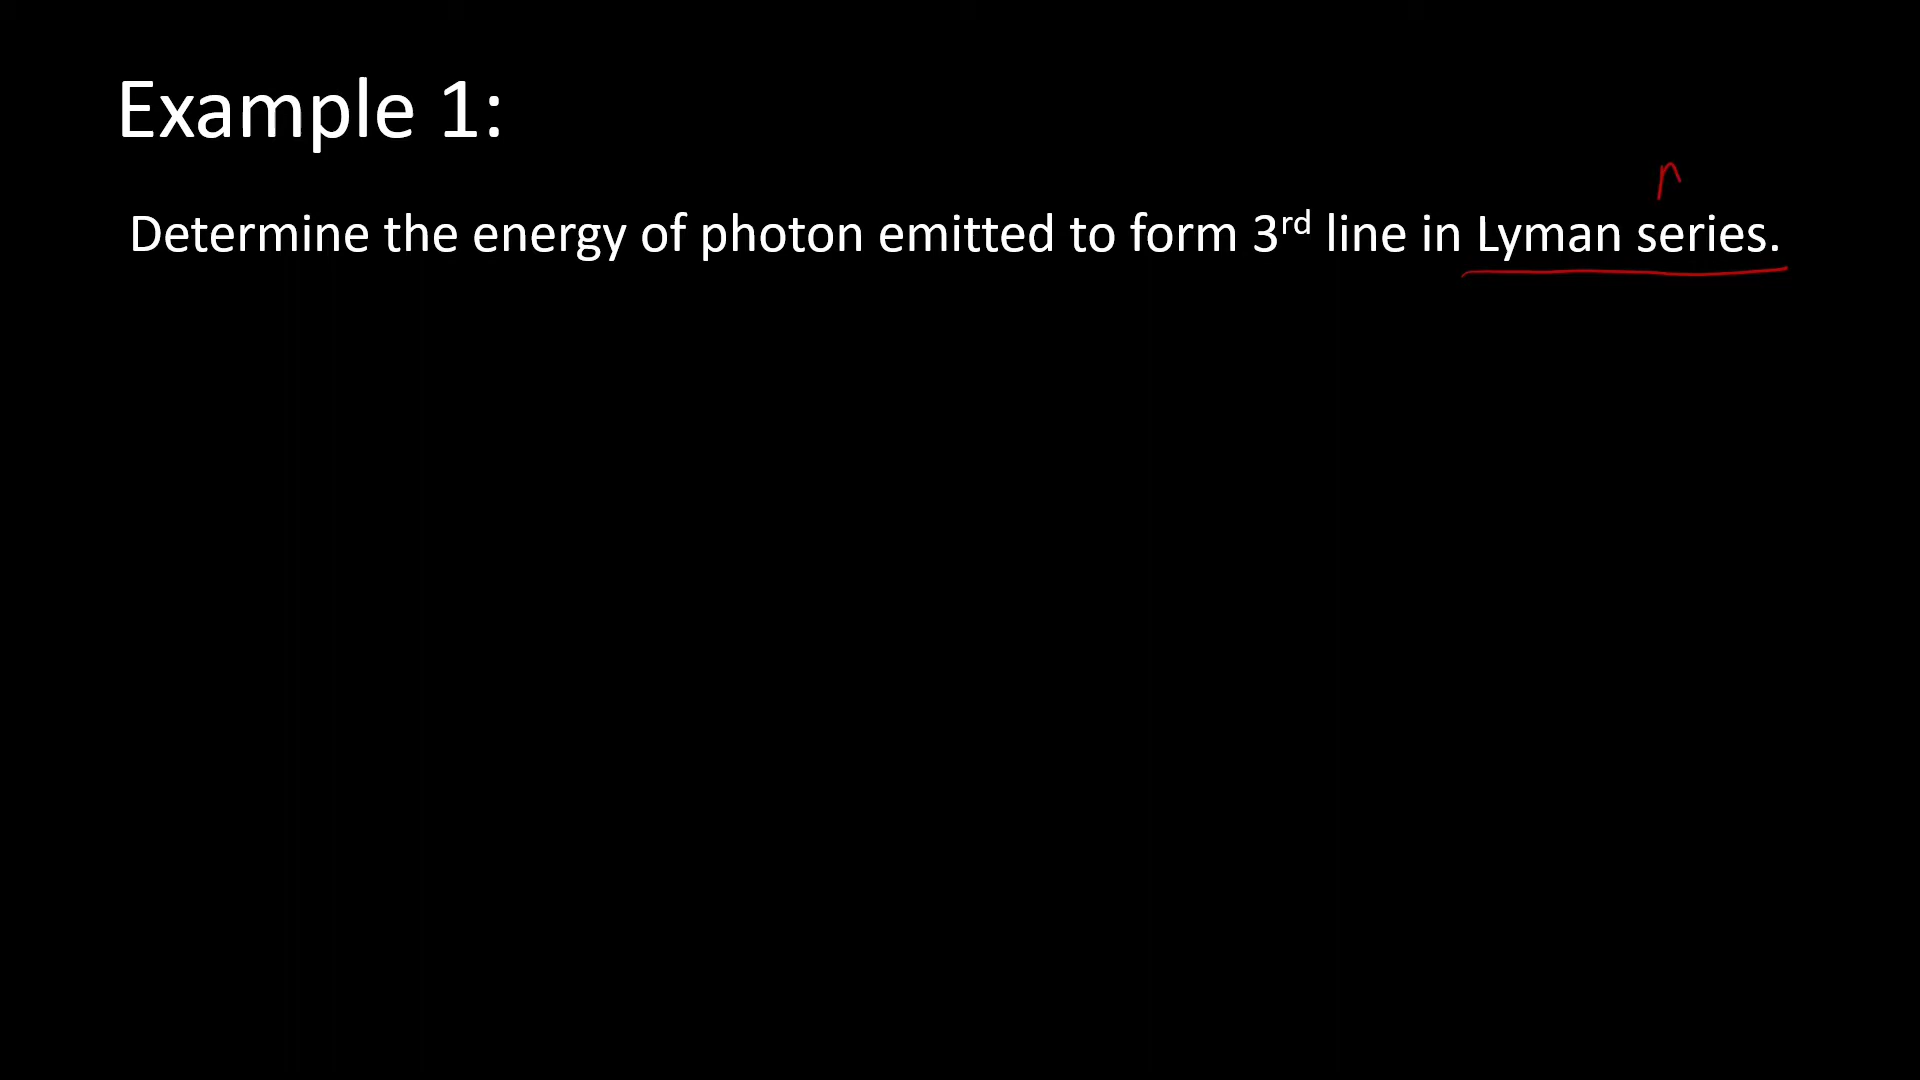 Example 1:
n
Determine the energy of photon emitted to form 3rd line in Lyman series.